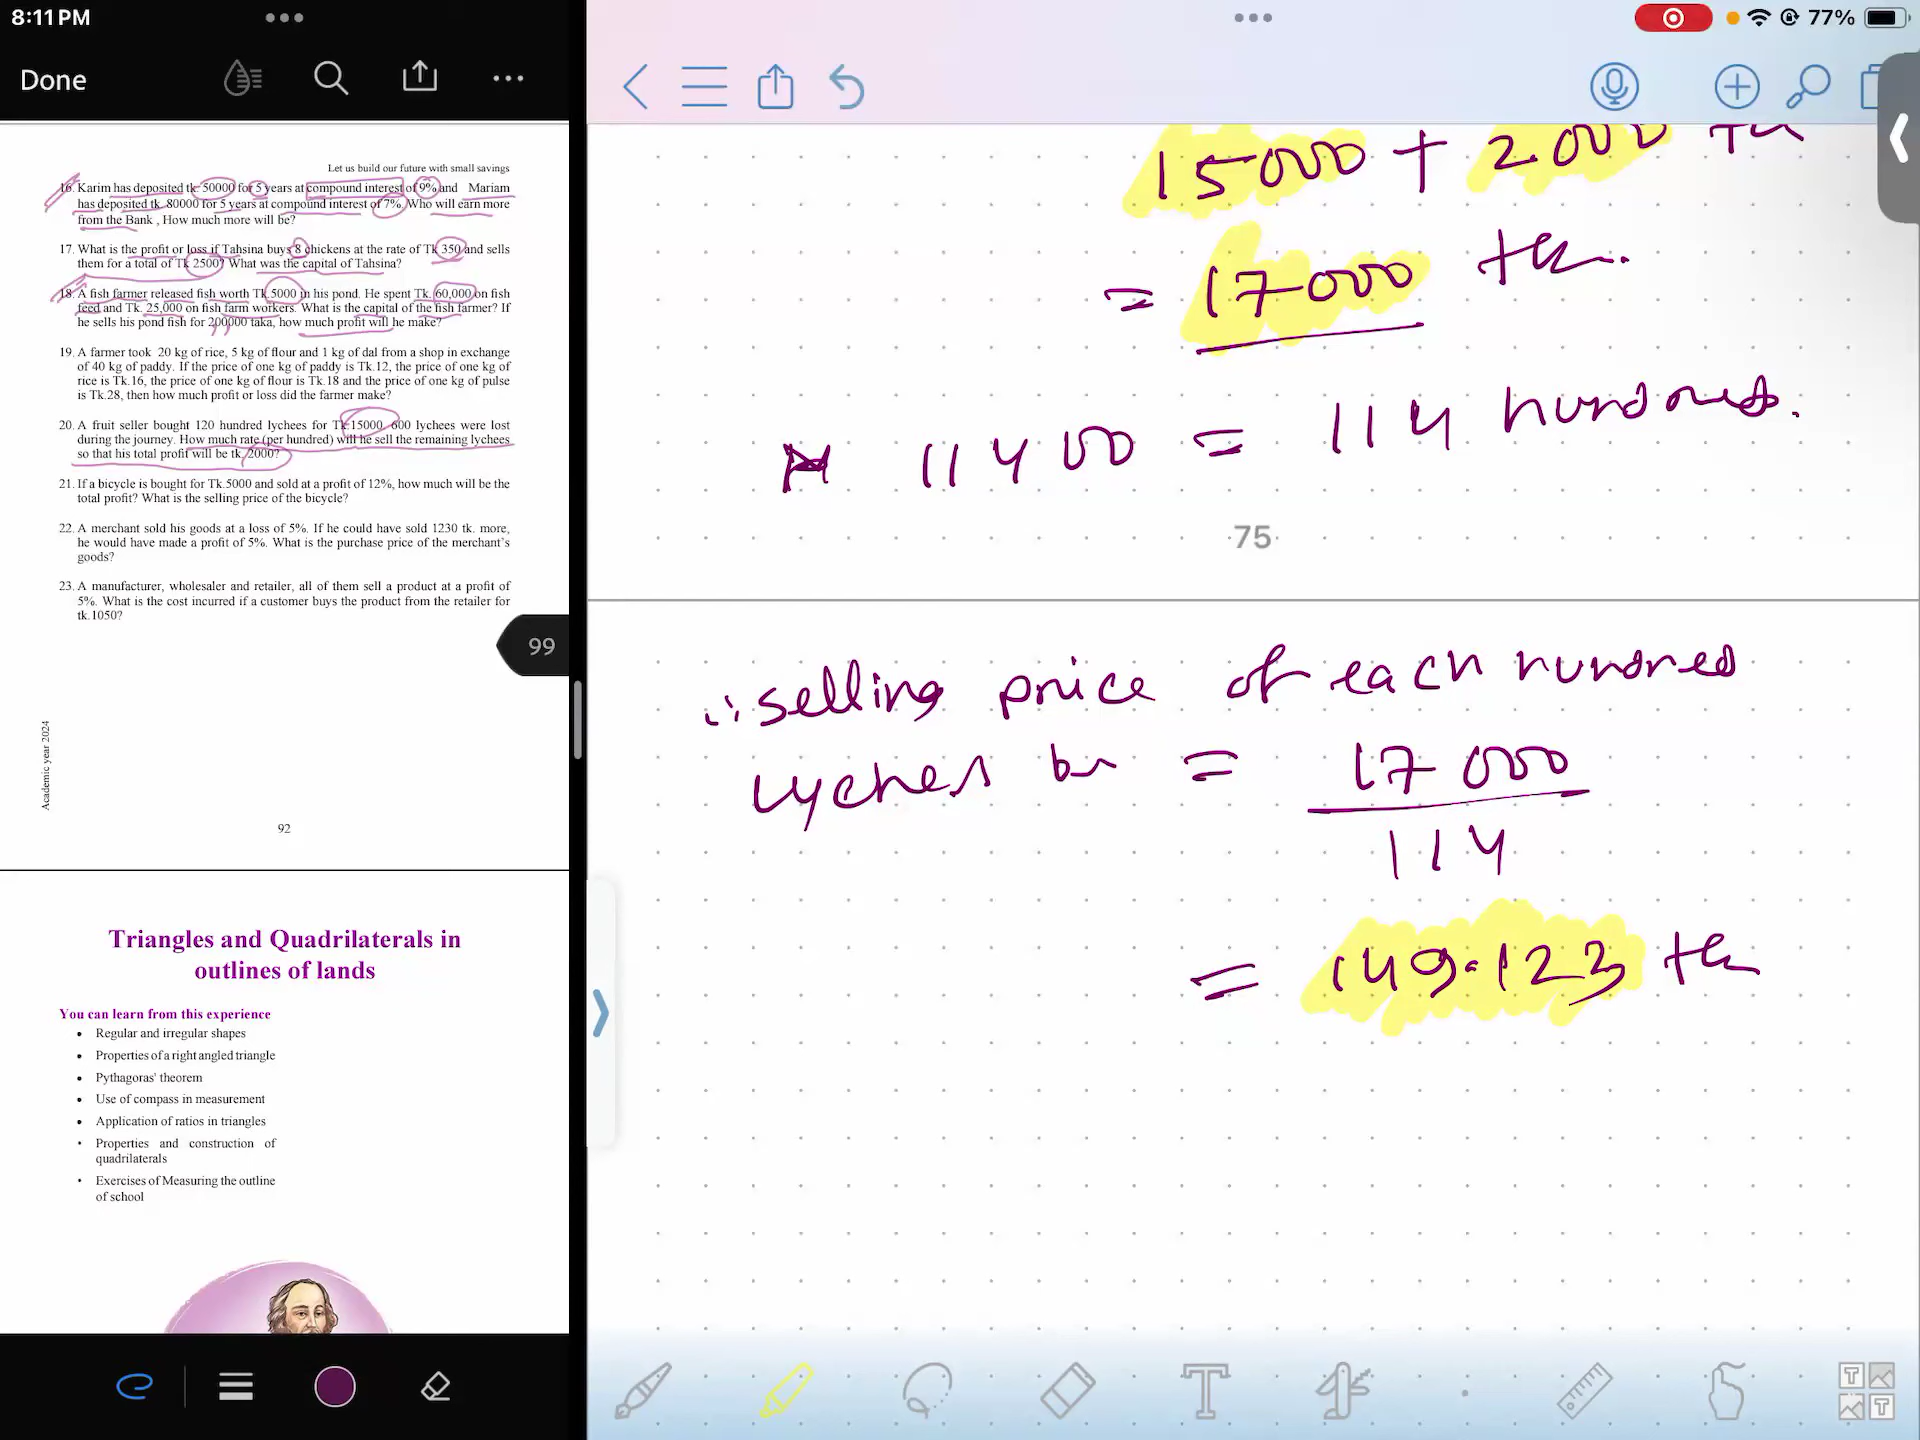 8:11PM
77%
Done
Let us build our future with small savings
16. Karim has deposited tk. 50000 for 5 years at compound interest of 9% and Mariam
has deposited tk. 80000 for 5 years at compound interest of 7%. Who will earn more
from the Bank , How much more will be?
17. What is the profit or loss if Tahsina buys 8 chickens at the rate of Tk 350 and sells
them for a total of Tk 2500? What was the capital of Tahsina?
18. A fish farmer released fish worth Tk.5000 in his pond. He spent Tk. 60,000 on fish
feed and Tk. 25,000 on fish farm workers. What is the capital of the fish farmer? If
he sells his pond fish for 200000 taka, how much profit will he make?
19. A farmer took 20 kg of rice, 5 kg of flour and 1 kg of dal from a shop in exchange
of 40 kg of paddy. If the price of one kg of paddy is Tk.12, the price of one kg of
rice is Tk.16, the price of one kg of flour is Tk.18 and the price of one kg of pulse
is Tk.28, then how much profit or loss did the farmer make?
20. A fruit seller bought 120 hundred lychees for Tk.15000. 600 lychees were lost
during the journey. How much rate (per hundred) will he sell the remaining lychees
so that his total profit will be tk. 2000?
21. If a bicycle is bought for Tk.5000 and sold at a profit of 12%, how much will be the
total profit? What is the selling price of the bicycle?
22. A merchant sold his goods at a loss of 5%. If he could have sold 1230 tk. more,
he would have made a profit of 5%. What is the purchase price of the merchant's
goods?
23. A manufacturer, wholesaler and retailer, all of them sell a product at a profit of
5%. What is the cost incurred if a customer buys the product from the retailer for
tk.1050?
99
Academic year 2024
92
Triangles and Quadrilaterals in
outlines of lands
You can learn from this experience
• Regular and irregular shapes
• Properties of a right angled triangle
• Pythagoras' theorem
• Use of compass in measurement
• Application of ratios in triangles
• Properties and construction of
quadrilaterals
• Exercises of Measuring the outline
of school
15000 + 2000 tk
= 17000 tk.
11400 = 114 hundred.
75
∴ selling price of each hundred
lyches = 17000
114
= 149.123 tk